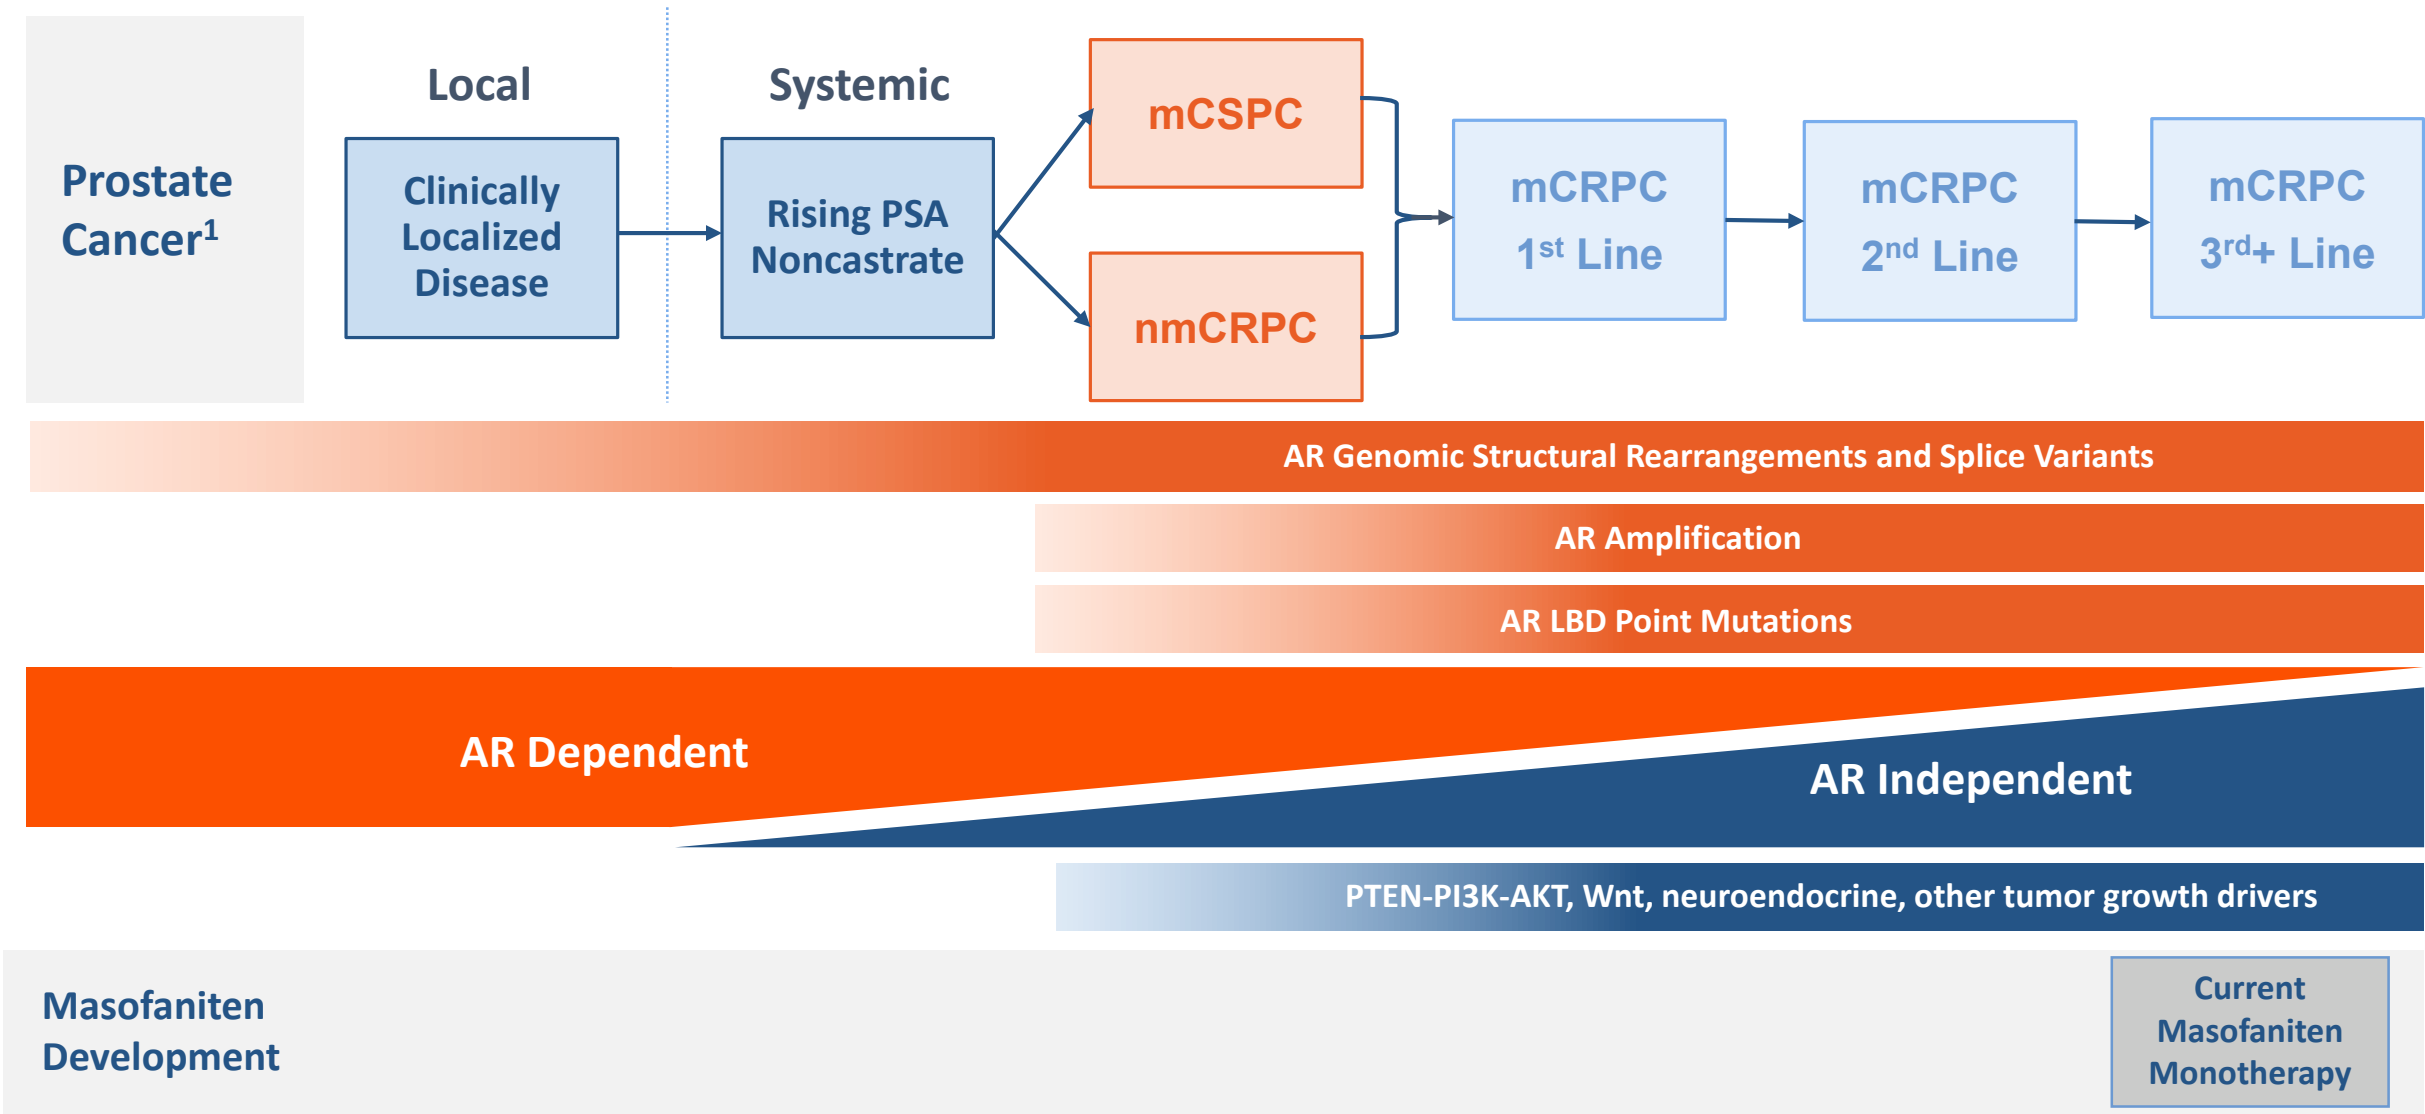 Prostate
Cancer1
Local
Systemic
Clinically
Localized
Disease
Rising PSA
Noncastrate
mCSPC
nmCRPC
mCRPC
1st Line
mCRPC
2nd Line
mCRPC
3rd+ Line
AR Genomic Structural Rearrangements and Splice Variants
AR Amplification
AR LBD Point Mutations
AR Dependent
AR Independent
PTEN-PI3K-AKT, Wnt, neuroendocrine, other tumor growth drivers
Masofaniten
Development
Current
Masofaniten
Monotherapy